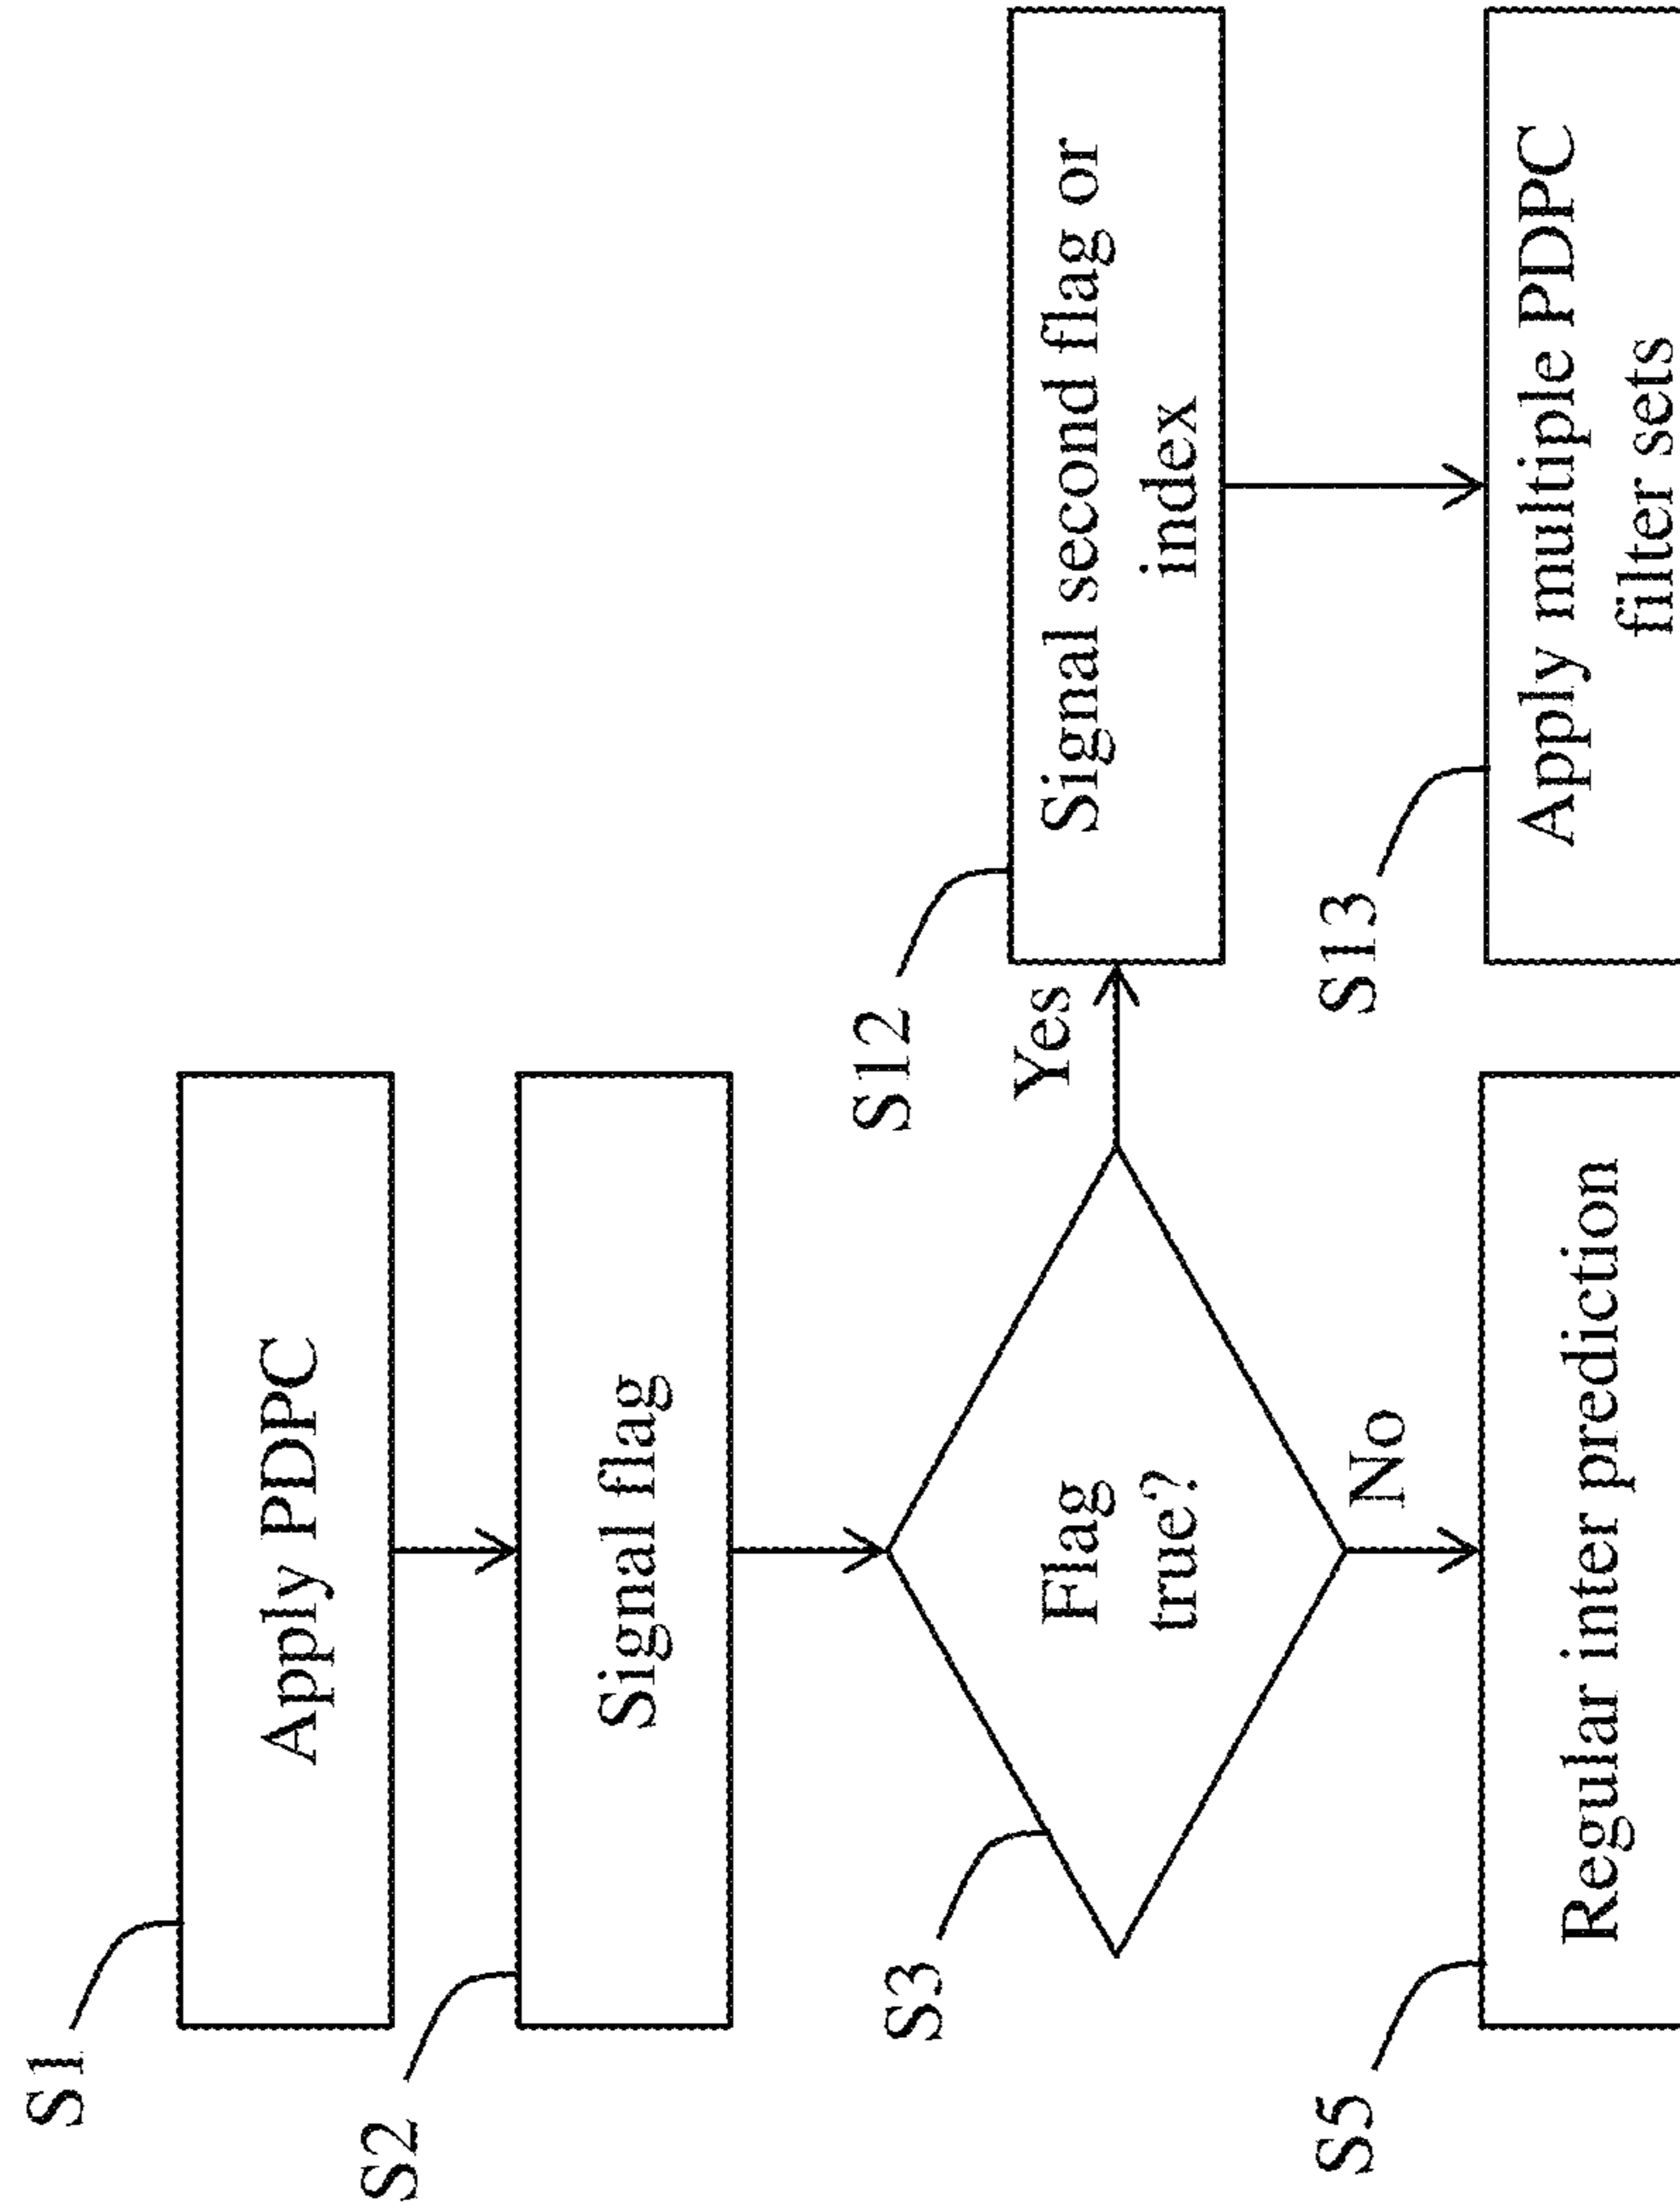 S1
Apply PDPC
S2
Signal flag
S3
Flag
true?
Yes
No
S12
Signal second flag or
index
S5
Regular inter prediction
S13
Apply multiple PDPC
filter sets